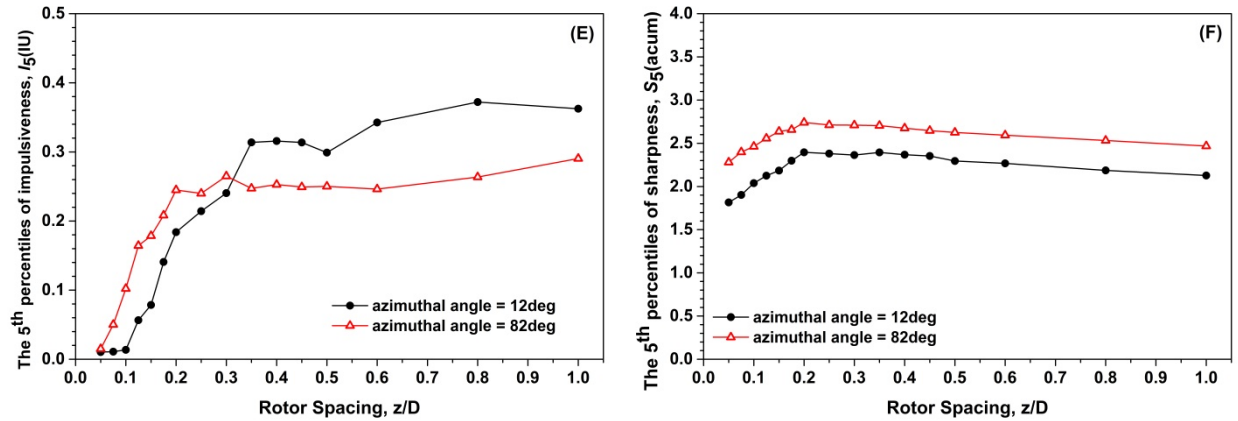 (E)
The 5th percentiles of impulsiveness, I5(IU)
0.5
0.4
0.3
0.2
0.1
0.0
azimuthal angle = 12deg
azimuthal angle = 82deg
0.0 0.1 0.2 0.3 0.4 0.5 0.6 0.7 0.8 0.9 1.0
Rotor Spacing, z/D
(F)
The 5th percentiles of sharpness, S5(acum)
4.0
3.5
3.0
2.5
2.0
1.5
1.0
0.5
0.0
azimuthal angle = 12deg
azimuthal angle = 82deg
0.0 0.1 0.2 0.3 0.4 0.5 0.6 0.7 0.8 0.9 1.0
Rotor Spacing, z/D